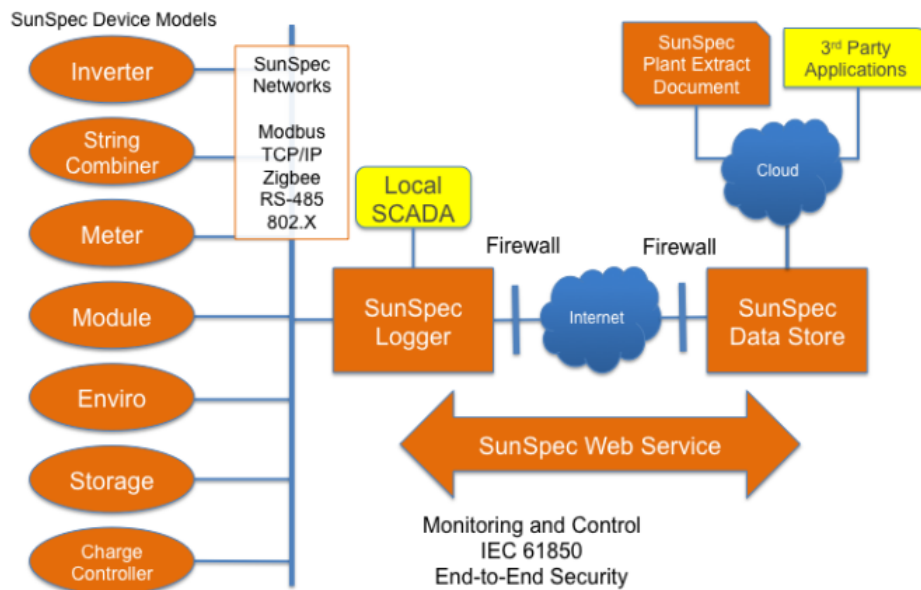 SunSpec Device Models
Inverter
String
Combiner
Meter
Module
Enviro
Storage
Charge
Controller
SunSpec
Networks
Modbus
TCP/IP
Zigbee
RS-485
802.X
Local
SCADA
SunSpec
Logger
Firewall
Internet
Firewall
SunSpec
Data Store
Cloud
SunSpec
Plant Extract
Document
3rd Party
Applications
SunSpec Web Service
Monitoring and Control
IEC 61850
End-to-End Security